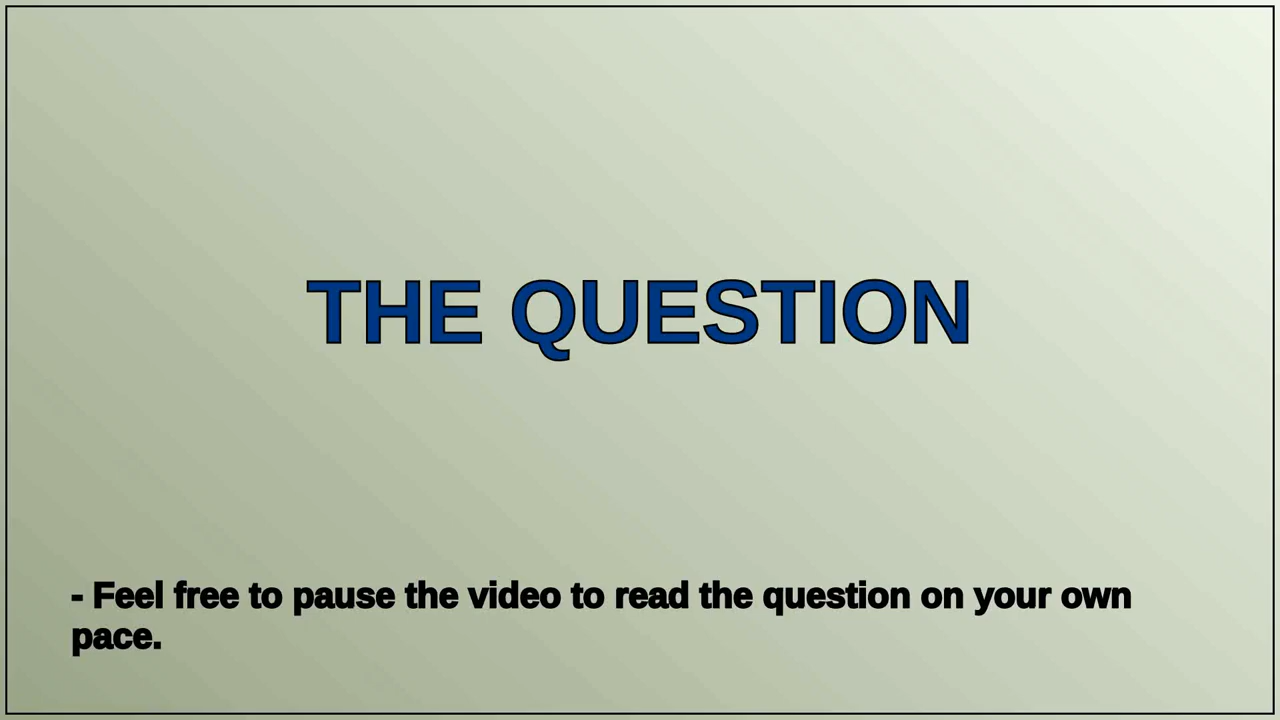 THE QUESTION
- Feel free to pause the video to read the question on your own
pace.